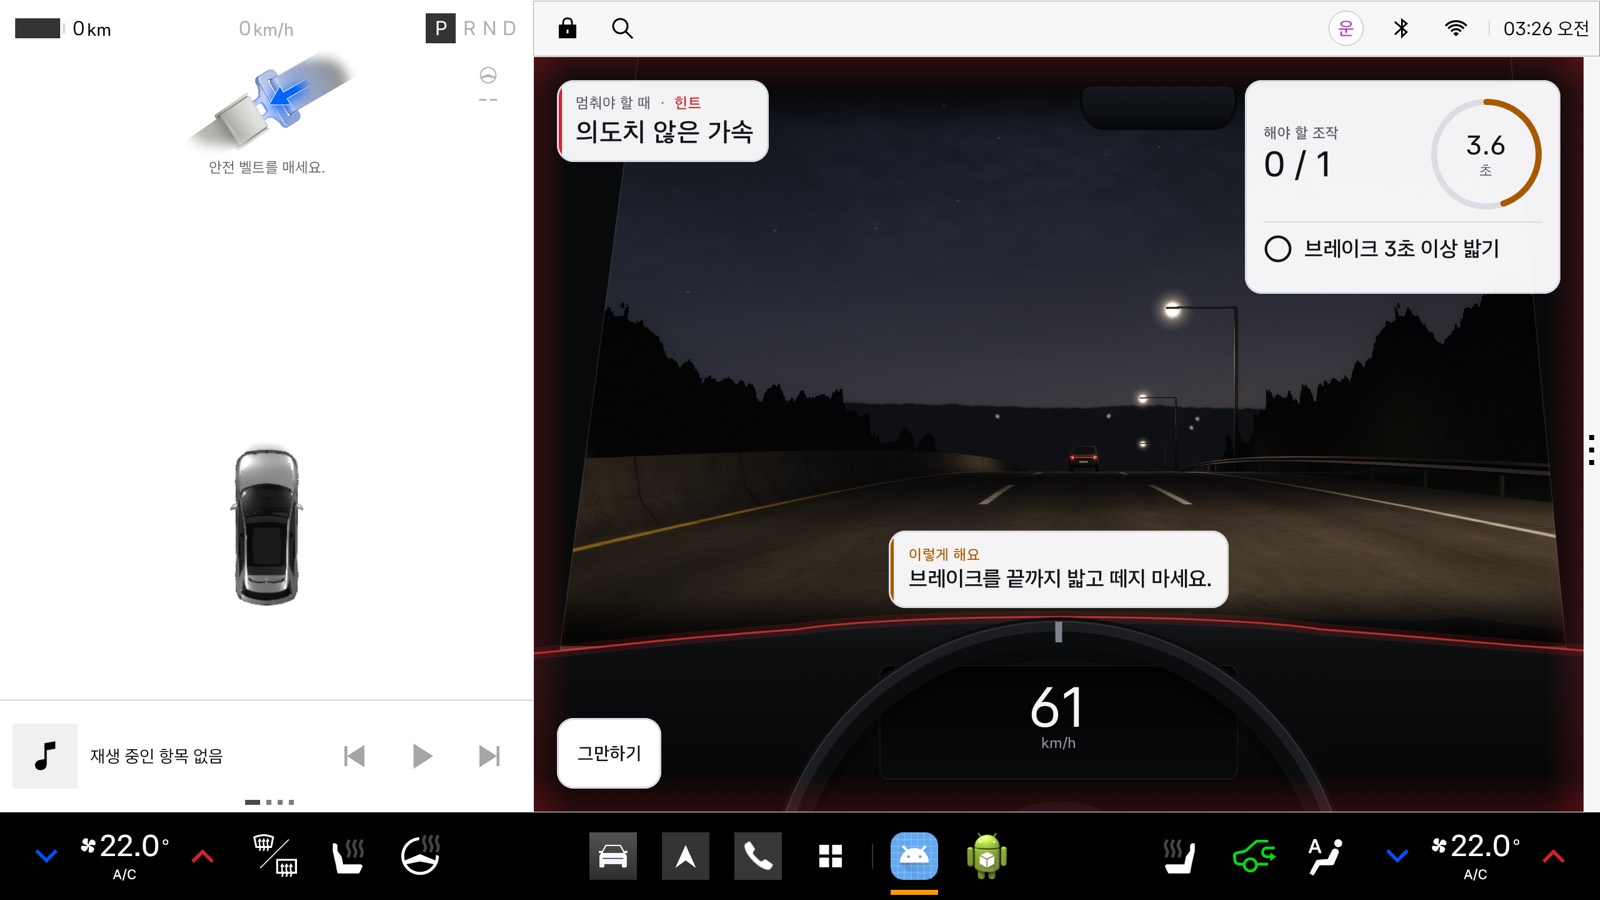 0 km
0 km/h
P R N D
--
안전 벨트를 매세요.
재생 중인 항목 없음
운
03:26 오전
멈춰야 할 때 · 힌트
의도치 않은 가속
해야 할 조작
0 / 1
3.6
초
브레이크 3초 이상 밟기
이렇게 해요
브레이크를 끝까지 밟고 떼지 마세요.
61
km/h
그만하기
22.0°
A/C
A
22.0°
A/C